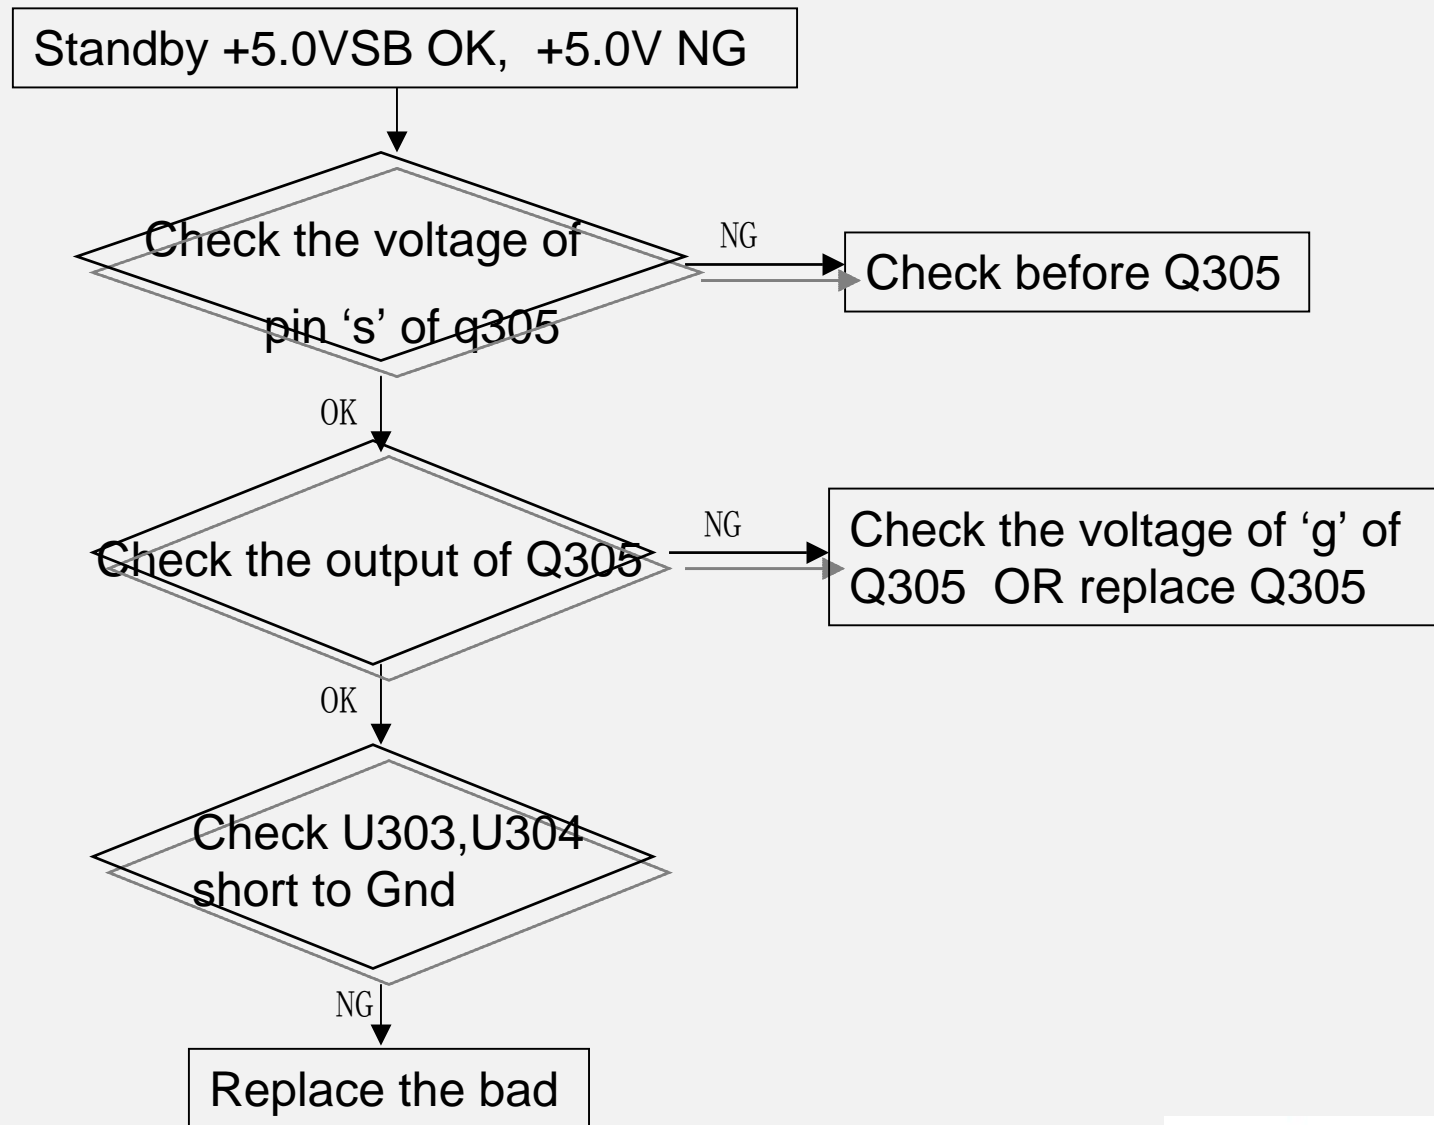 Standby +5.0VSB OK,  +5.0V NG
Check the voltage of
pin ‘s’ of q305
NG
Check before Q305
OK
Check the output of Q305
NG
Check the voltage of ‘g’ of
Q305  OR replace Q305
OK
Check U303,U304
short to Gnd
NG
Replace the bad